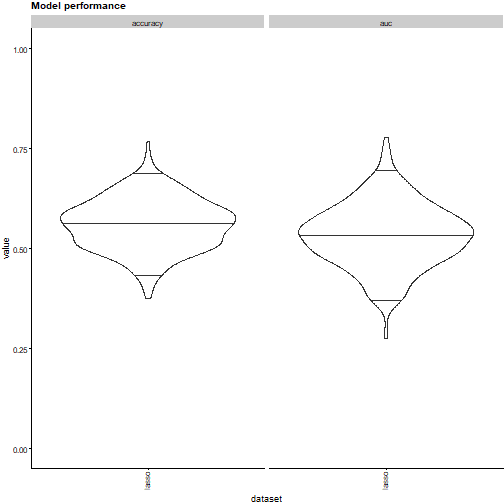 Model performance
accuracy
auc
1.00
0.75
0.50
0.25
0.00
value
lasso
lasso
dataset